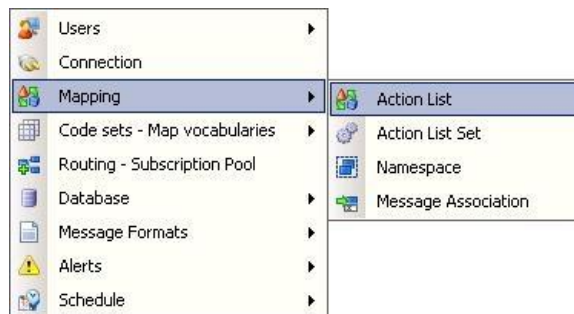 Users
Connection
Mapping
Code sets - Map vocabularies
Routing - Subscription Pool
Database
Message Formats
Alerts
Schedule
Action List
Action List Set
Namespace
Message Association